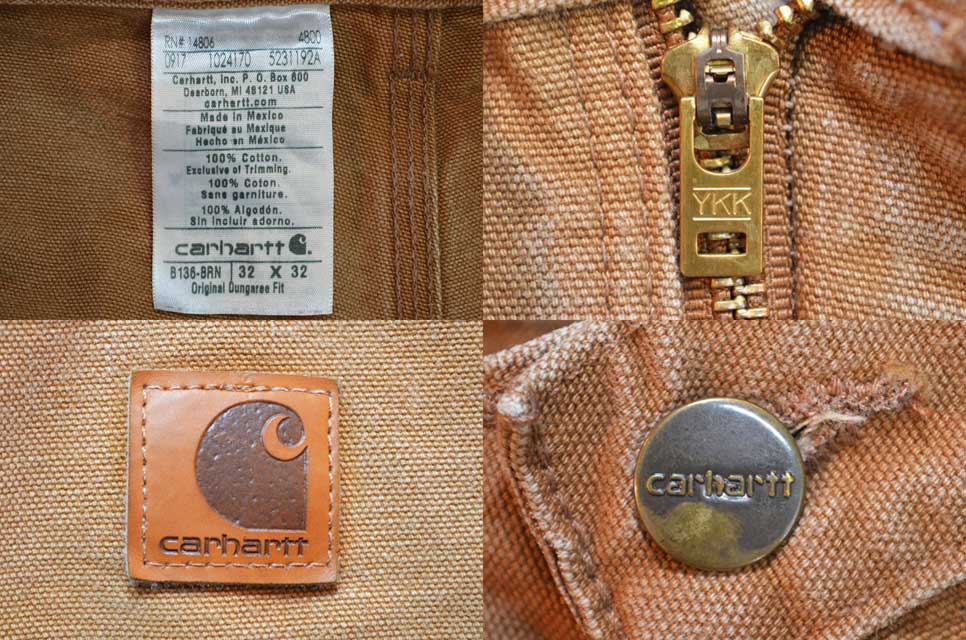 RN# 14806 4800
0917 1024170 5231192A
Carhartt, Inc. P. O. Box 600
Dearborn, MI 48121 USA
carhartt.com
Made in Mexico
Fabriqué au Mexique
Hecho en México
100% Cotton.
Exclusive of Trimming.
100% Coton.
Sans garniture.
100% Algodón.
Sin incluir adorno.
carhartt
B136-BRN 32 X 32
Original Dungaree Fit
YKK
carhartt
carhartt